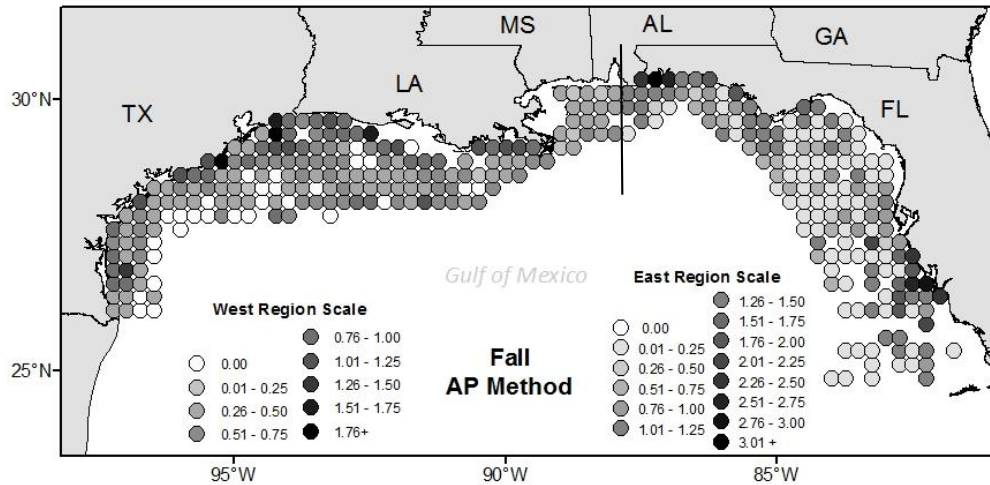 MS
AL
GA
LA
TX
FL
30°N
25°N
95°W
90°W
85°W
Gulf of Mexico
West Region Scale
0.00
0.01 - 0.25
0.26 - 0.50
0.51 - 0.75
0.76 - 1.00
1.01 - 1.25
1.26 - 1.50
1.51 - 1.75
1.76+
Fall
AP Method
East Region Scale
0.00
0.01 - 0.25
0.26 - 0.50
0.51 - 0.75
0.76 - 1.00
1.01 - 1.25
1.26 - 1.50
1.51 - 1.75
1.76 - 2.00
2.01 - 2.25
2.26 - 2.50
2.51 - 2.75
2.76 - 3.00
3.01 +